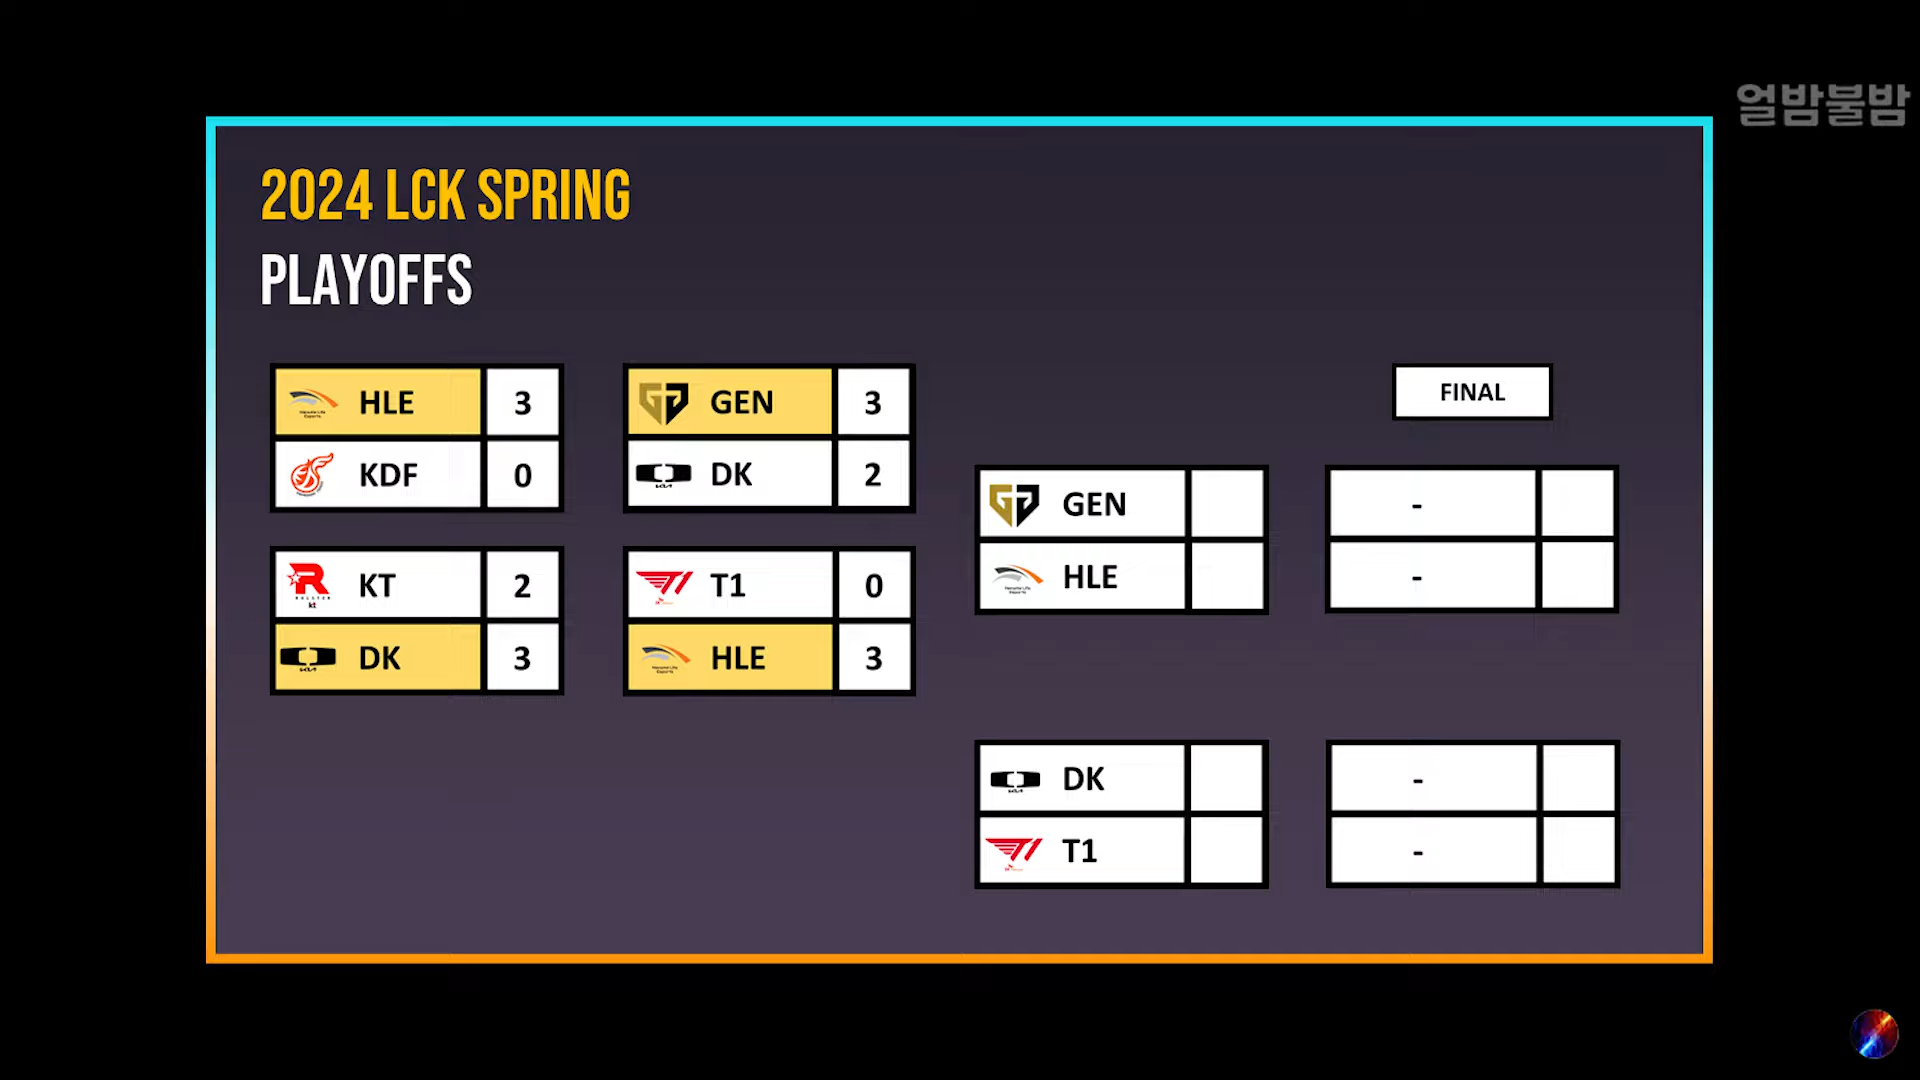 얼밤불밤
2024 LCK SPRING
PLAYOFFS
HLE 3
KDF 0
KT 2
DK 3
GEN 3
DK 2
T1 0
HLE 3
GEN
HLE
DK
T1
FINAL
-
-
-
-